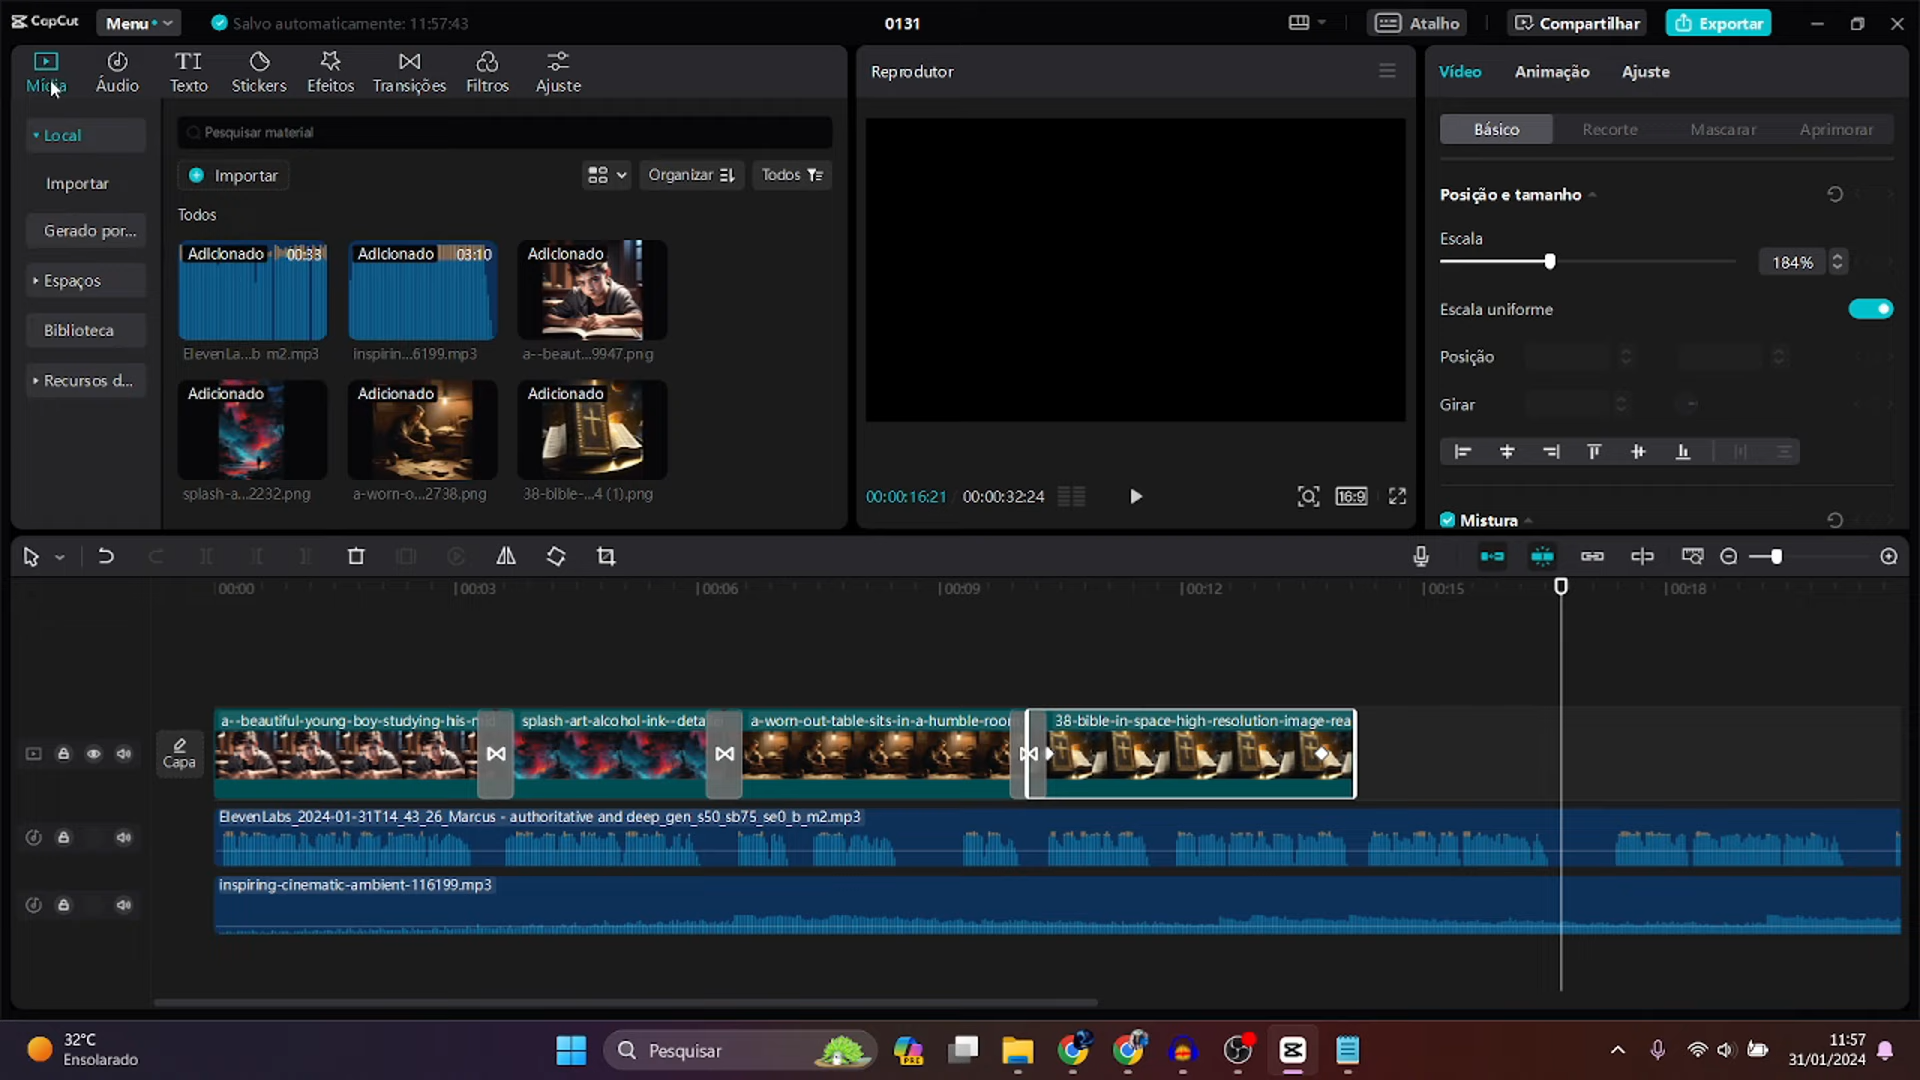 CapCut
Menu
Salvo automaticamente: 11:57:43
0131
Atalho
Compartilhar
Exportar
Mídia
Áudio
Texto
Stickers
Efeitos
Transições
Filtros
Ajuste
Local
Importar
Gerado por...
Espaços
Biblioteca
Recursos d...
Pesquisar material
Importar
Organizar
Todos
Todos
Adicionado 00:33
Adicionado 03:10
Adicionado
ElevenLa...b m2.mp3
inspirin...6199.mp3
a--beaut...9947.png
Adicionado
Adicionado
Adicionado
splash-a...2232.png
a-worn-o...2738.png
38-bible-...4 (1).png
Reprodutor
00:00:16:21
00:00:32:24
16:9
Vídeo
Animação
Ajuste
Básico
Recorte
Mascarar
Aprimorar
Posição e tamanho
Escala
184%
Escala uniforme
Posição
Girar
Mistura
00:00
00:03
00:06
00:09
00:12
00:15
00:18
Capa
a--beautiful-young-boy-studying-his-mid
splash-art-alcohol-ink--deta
a-worn-out-table-sits-in-a-humble-room
38-bible-in-space-high-resolution-image-rea
ElevenLabs_2024-01-31T14_43_26_Marcus - authoritative and deep_gen_s50_sb75_se0_b_m2.mp3
inspiring-cinematic-ambient-116199.mp3
32°C
Ensolarado
Pesquisar
PRE
11:57
31/01/2024